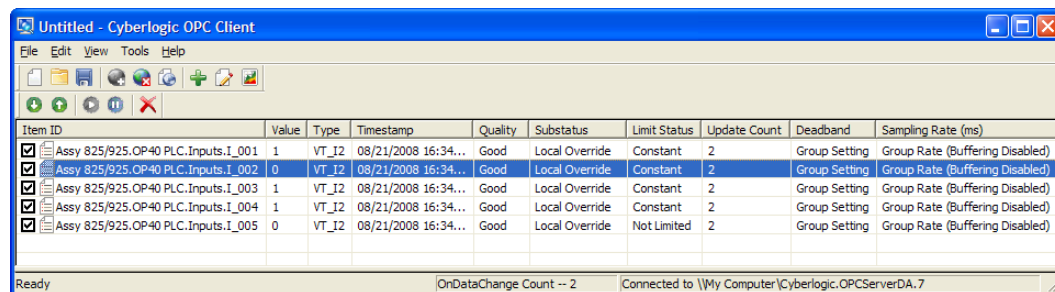 Untitled - Cyberlogic OPC Client
File Edit View Tools Help
Item ID Value Type Timestamp Quality Substatus Limit Status Update Count Deadband Sampling Rate (ms)
Assy 825/925.OP40 PLC.Inputs.I_001 1 VT_I2 08/21/2008 16:34... Good Local Override Constant 2 Group Setting Group Rate (Buffering Disabled)
Assy 825/925.OP40 PLC.Inputs.I_002 0 VT_I2 08/21/2008 16:34... Good Local Override Constant 2 Group Setting Group Rate (Buffering Disabled)
Assy 825/925.OP40 PLC.Inputs.I_003 1 VT_I2 08/21/2008 16:34... Good Local Override Constant 2 Group Setting Group Rate (Buffering Disabled)
Assy 825/925.OP40 PLC.Inputs.I_004 1 VT_I2 08/21/2008 16:34... Good Local Override Constant 2 Group Setting Group Rate (Buffering Disabled)
Assy 825/925.OP40 PLC.Inputs.I_005 0 VT_I2 08/21/2008 16:34... Good Local Override Not Limited 2 Group Setting Group Rate (Buffering Disabled)
Ready OnDataChange Count -- 2 Connected to \\My Computer\Cyberlogic.OPCServerDA.7